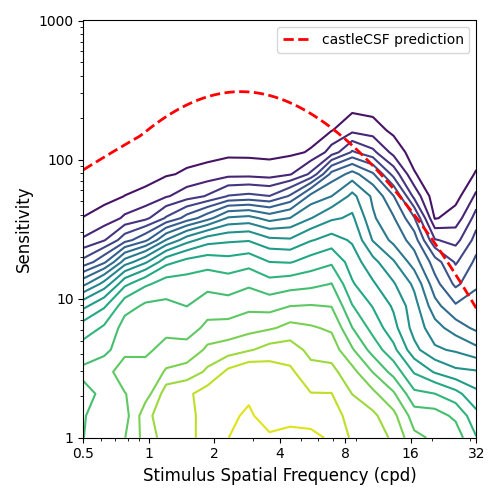 1000
castleCSF prediction
100
Sensitivity
10
1
0.5 1 2 4 8 16 32
Stimulus Spatial Frequency (cpd)